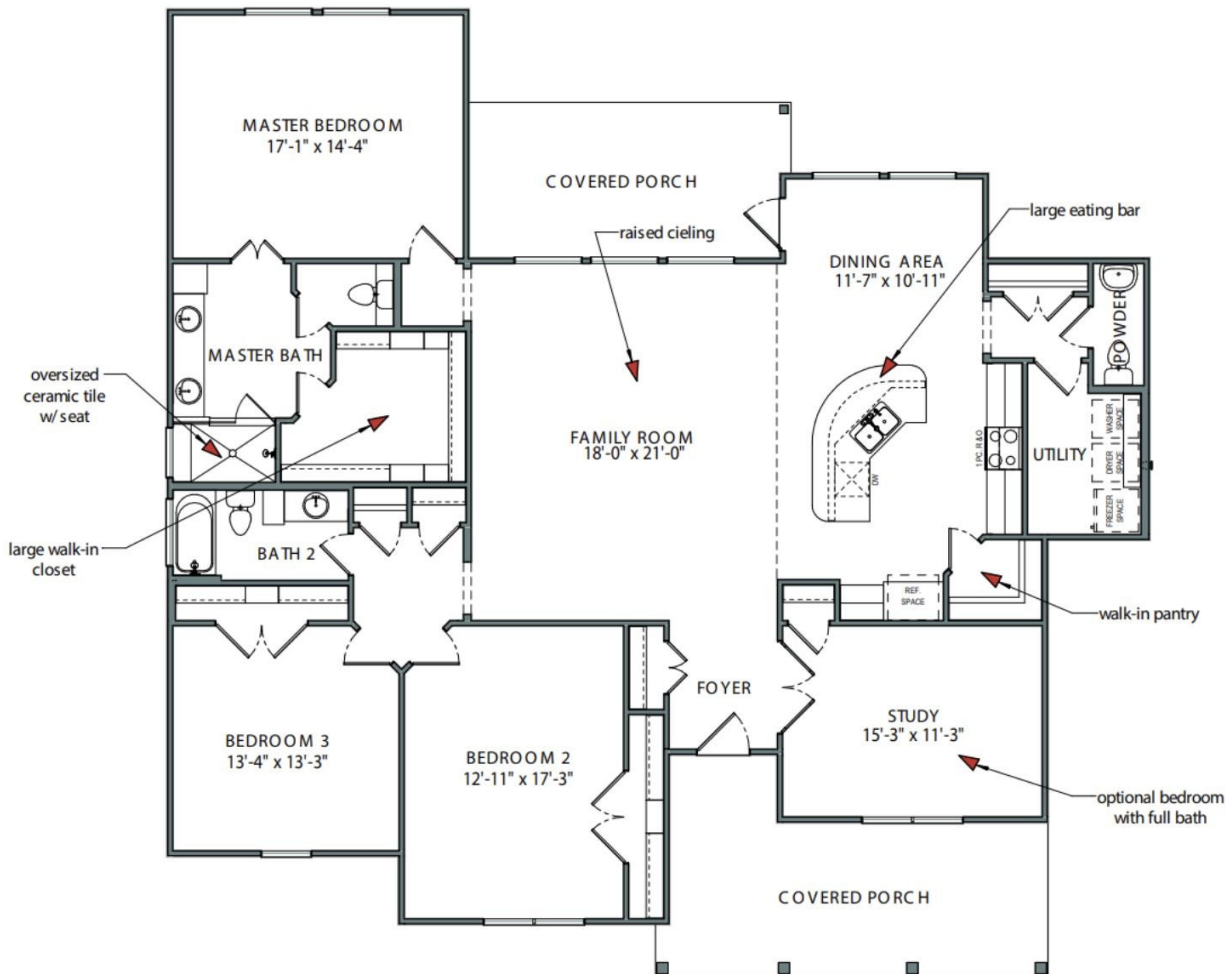 MASTER BEDROOM
17'-1" x 14'-4"
COVERED PORCH
raised cieling
large eating bar
DINING AREA
11'-7" x 10'-11"
POWDER
MASTER BATH
oversized
ceramic tile
w/ seat
FAMILY ROOM
18'-0" x 21'-0"
1 PC. R&O
UTILITY
WASHER
SPACE
DRYER
SPACE
FREEZER
SPACE
DW
large walk-in
closet
BATH 2
REF.
SPACE
walk-in pantry
FOYER
STUDY
15'-3" x 11'-3"
BEDROOM 3
13'-4" x 13'-3"
BEDROOM 2
12'-11" x 17'-3"
optional bedroom
with full bath
COVERED PORCH